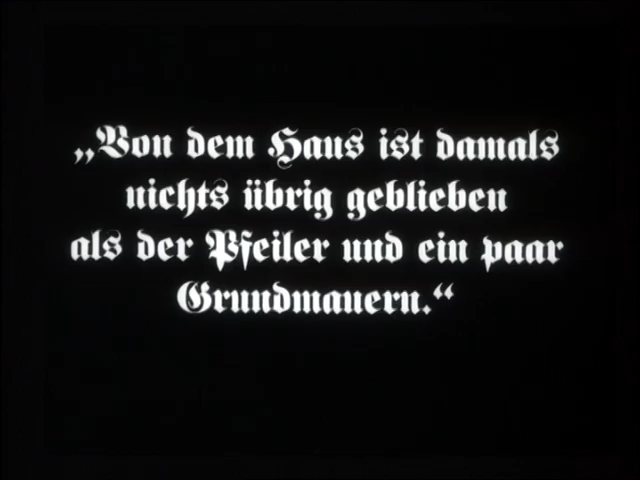 „Von dem Haus ist damals
nichts übrig geblieben
als der Pfeiler und ein paar
Grundmauern.“